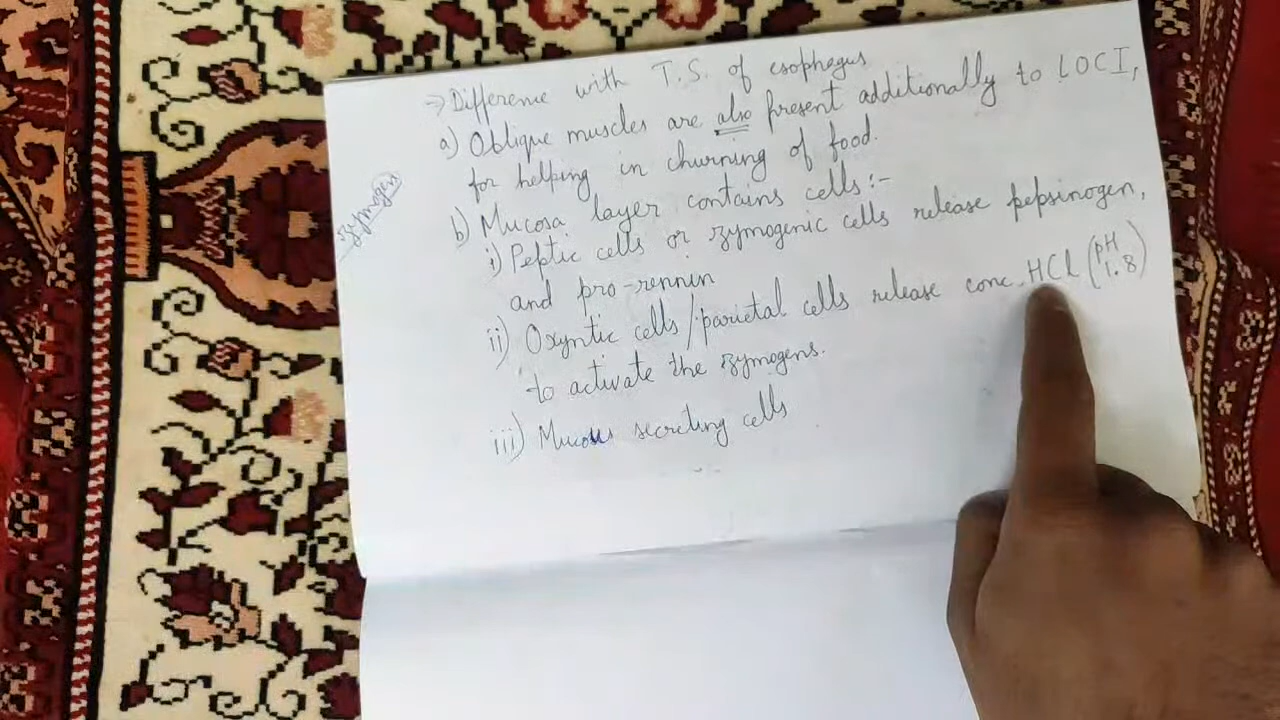 ⇒ Difference with T.S. of esophagus
a) Oblique muscles are also present additionally to LOCI,
for helping in churning of food.
b) Mucosa layer contains cells:-
i) Peptic cells or zymogenic cells release pepsinogen,
and pro-rennin
ii) Oxyntic cells/parietal cells release conc. HCl (pH 1.8)
to activate the zymogens.
iii) Mucous secreting cells
zymogens